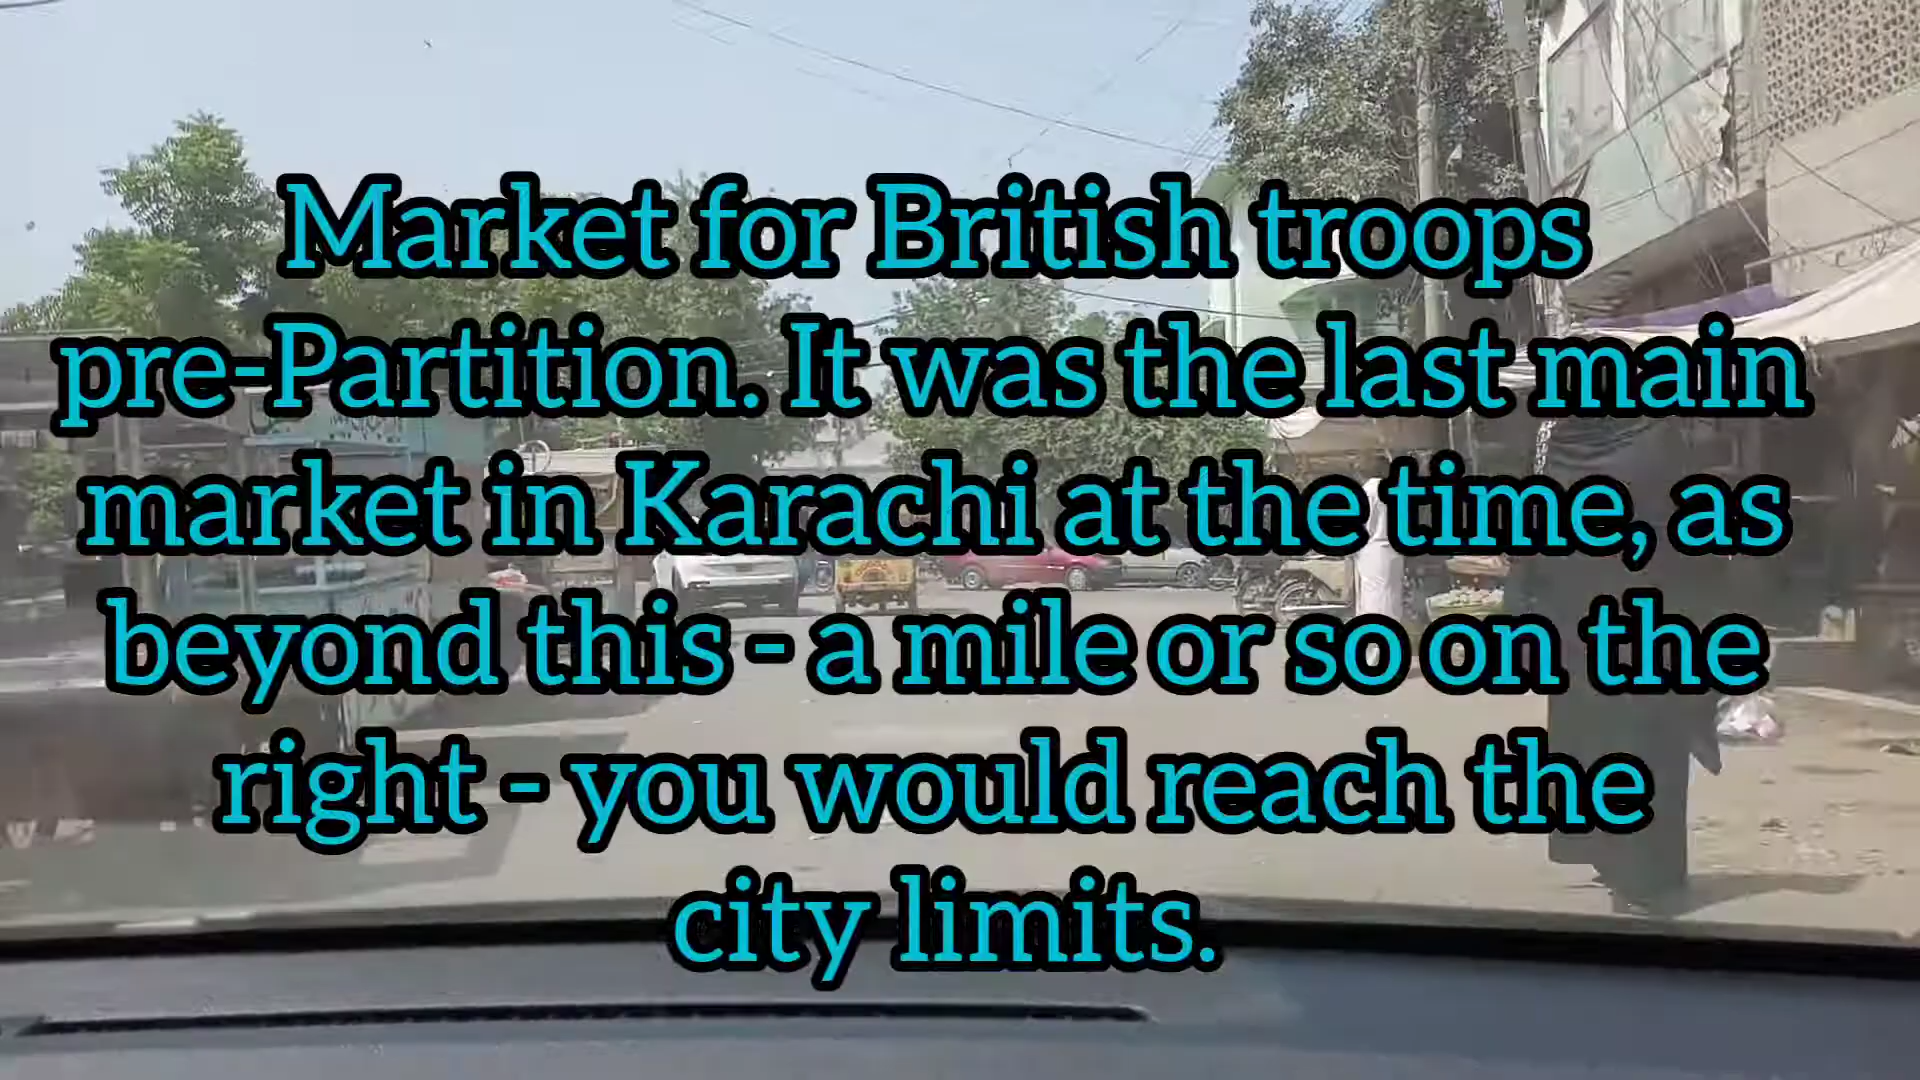 Market for British troops
pre-Partition. It was the last main
market in Karachi at the time, as
beyond this - a mile or so on the
right - you would reach the
city limits.